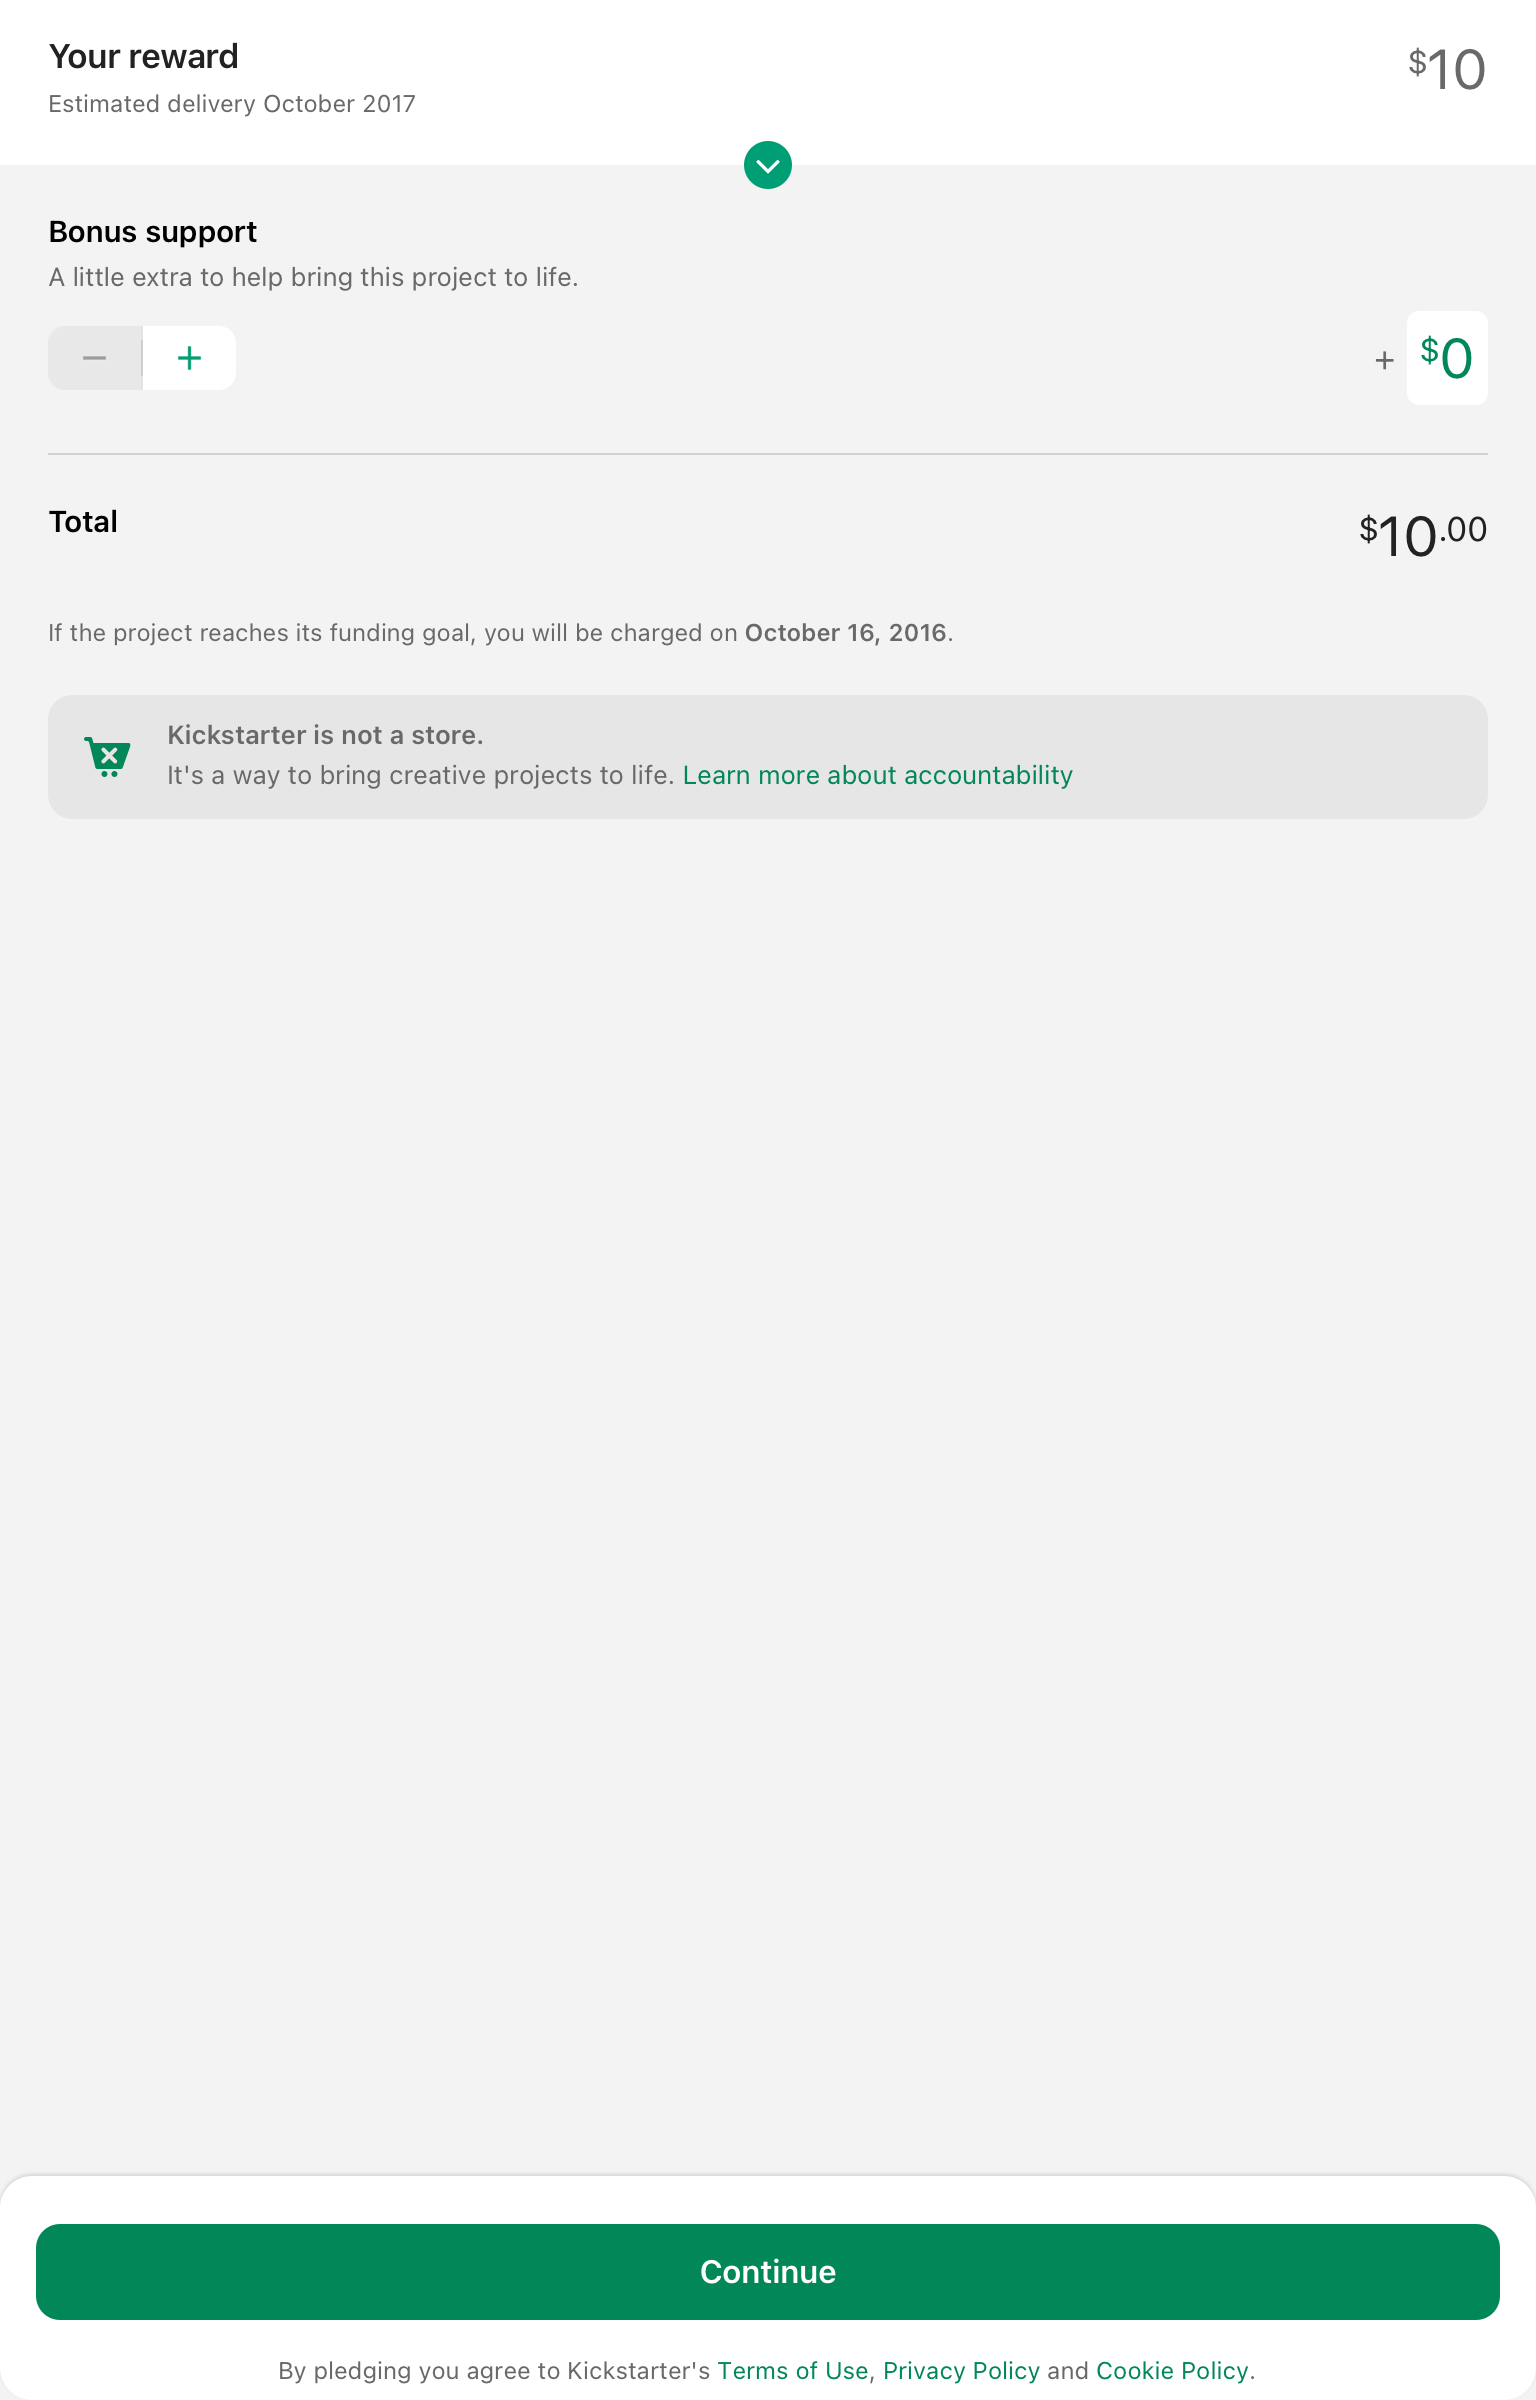 Your reward
$10
Estimated delivery October 2017
Bonus support
A little extra to help bring this project to life.
− +
+ $0
Total
$10.00
If the project reaches its funding goal, you will be charged on October 16, 2016.
Kickstarter is not a store.
It's a way to bring creative projects to life. Learn more about accountability
Continue
By pledging you agree to Kickstarter's Terms of Use, Privacy Policy and Cookie Policy.